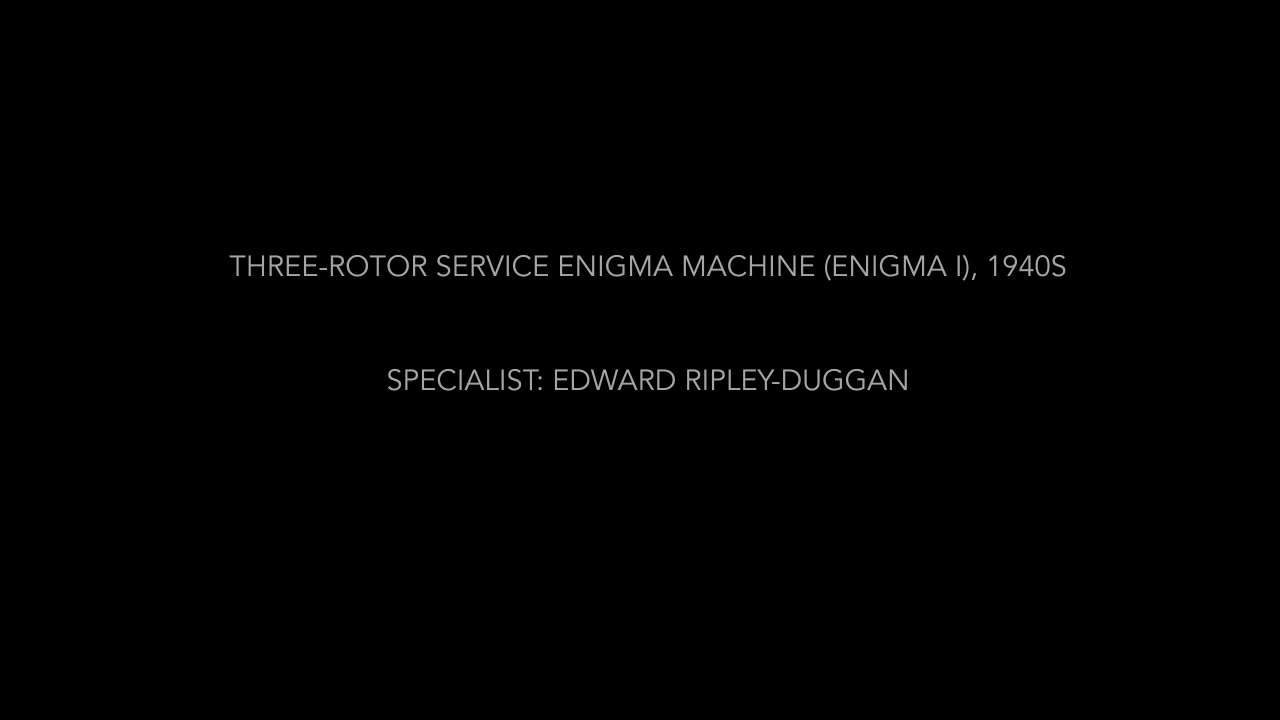 THREE-ROTOR SERVICE ENIGMA MACHINE (ENIGMA I), 1940S
SPECIALIST: EDWARD RIPLEY-DUGGAN